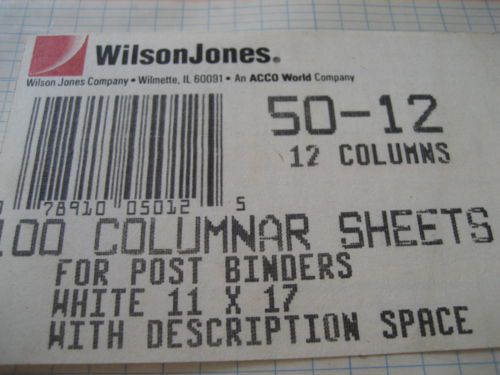 WilsonJones®
Wilson Jones Company • Wilmette, IL 60091 • An ACCO World Company
50-12
12 COLUMNS
78910 05012 5
100 COLUMNAR SHEETS
FOR POST BINDERS
WHITE 11 X 17
WITH DESCRIPTION SPACE